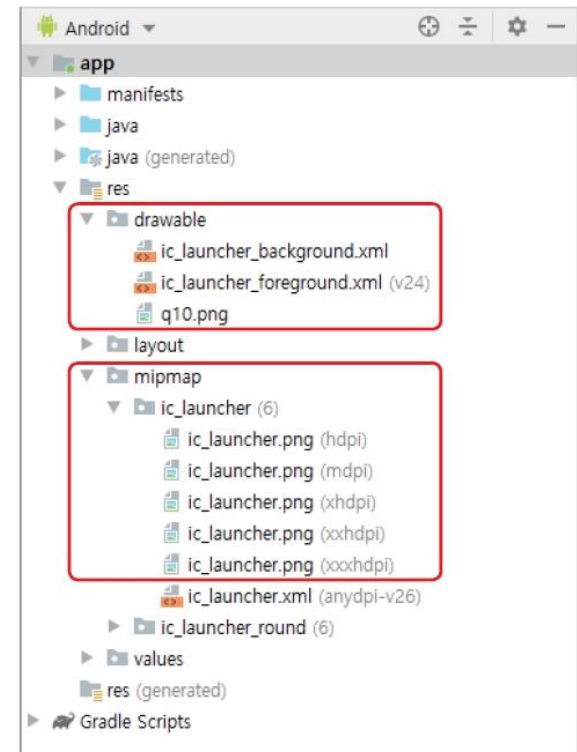 Android
app
manifests
java
java (generated)
res
drawable
ic_launcher_background.xml
ic_launcher_foreground.xml (v24)
q10.png
layout
mipmap
ic_launcher (6)
ic_launcher.png (hdpi)
ic_launcher.png (mdpi)
ic_launcher.png (xhdpi)
ic_launcher.png (xxhdpi)
ic_launcher.png (xxxhdpi)
ic_launcher.xml (anydpi-v26)
ic_launcher_round (6)
values
res (generated)
Gradle Scripts